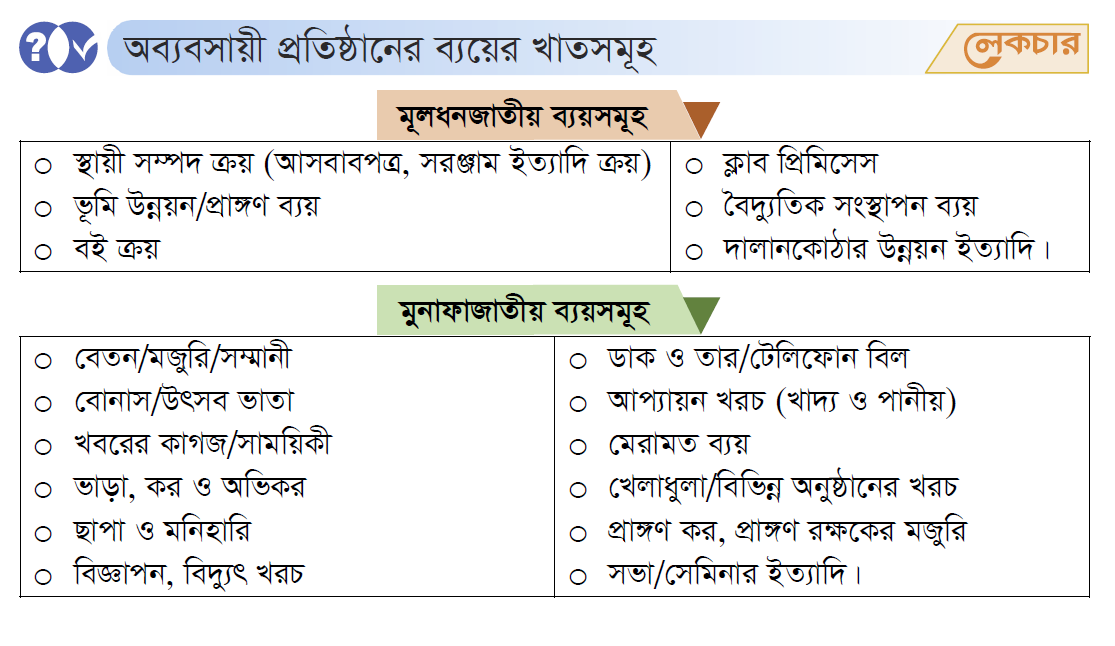 অব্যবসায়ী প্রতিষ্ঠানের ব্যয়ের খাতসমূহ
লেকচার
মূলধনজাতীয় ব্যয়সমূহ
স্থায়ী সম্পদ ক্রয় (আসবাবপত্র, সরঞ্জাম ইত্যাদি ক্রয়)
ভূমি উন্নয়ন/প্রাঙ্গণ ব্যয়
বই ক্রয়
ক্লাব প্রিমিসেস
বৈদ্যুতিক সংস্থাপন ব্যয়
দালানকোঠার উন্নয়ন ইত্যাদি।
মুনাফাজাতীয় ব্যয়সমূহ
বেতন/মজুরি/সম্মানী
বোনাস/উৎসব ভাতা
খবরের কাগজ/সাময়িকী
ভাড়া, কর ও অভিকর
ছাপা ও মনিহারি
বিজ্ঞাপন, বিদ্যুৎ খরচ
ডাক ও তার/টেলিফোন বিল
আপ্যায়ন খরচ (খাদ্য ও পানীয়)
মেরামত ব্যয়
খেলাধুলা/বিভিন্ন অনুষ্ঠানের খরচ
প্রাঙ্গণ কর, প্রাঙ্গণ রক্ষকের মজুরি
সভা/সেমিনার ইত্যাদি।